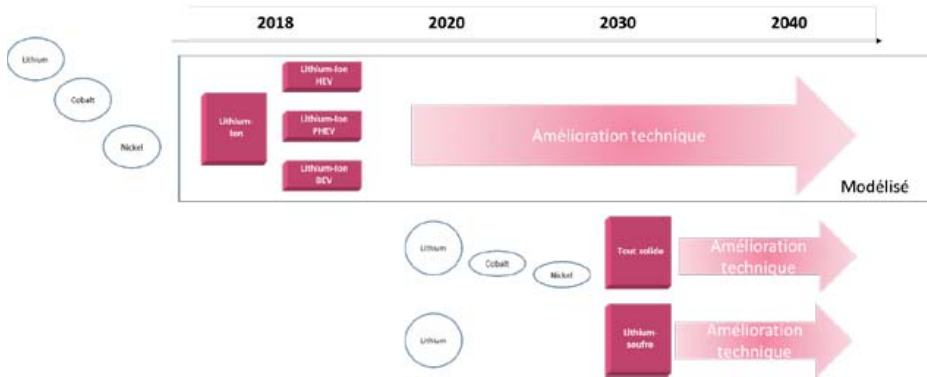 2018 2020 2030 2040
Lithium
Cobalt
Nickel
Lithium-
Ion
Lithium-Ion
HEV
Lithium-Ion
PHEV
Lithium-Ion
BEV
Amélioration technique
Modélisé
Lithium
Cobalt
Nickel
Tout solide
Amélioration
technique
Lithium
Lithium-
soufre
Amélioration
technique